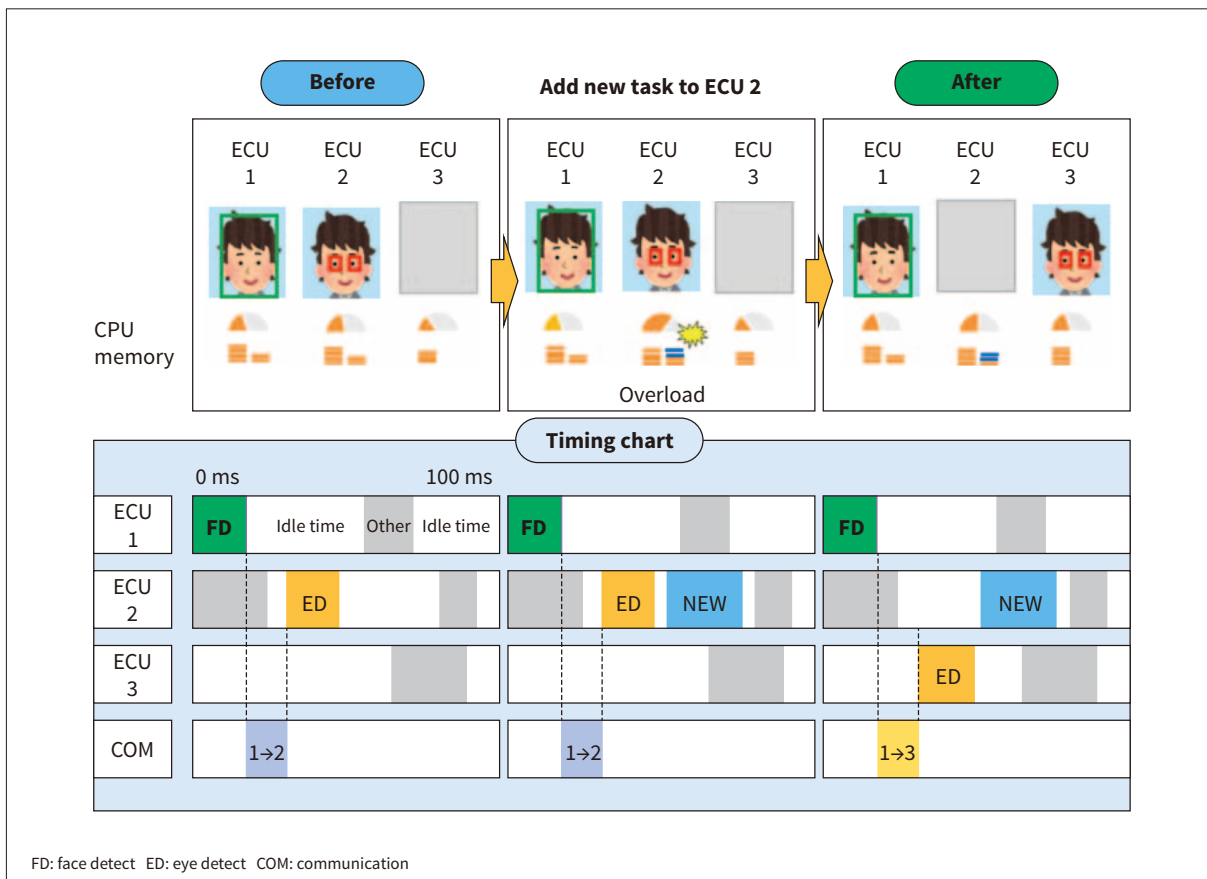 Before
Add new task to ECU 2
After
ECU
1
ECU
2
ECU
3
ECU
1
ECU
2
ECU
3
ECU
1
ECU
2
ECU
3
CPU
memory
Overload
Timing chart
0 ms
100 ms
ECU
1
FD
Idle time
Other
Idle time
FD
FD
ECU
2
ED
ED
NEW
NEW
ECU
3
ED
COM
1→2
1→2
1→3
FD: face detect ED: eye detect COM: communication